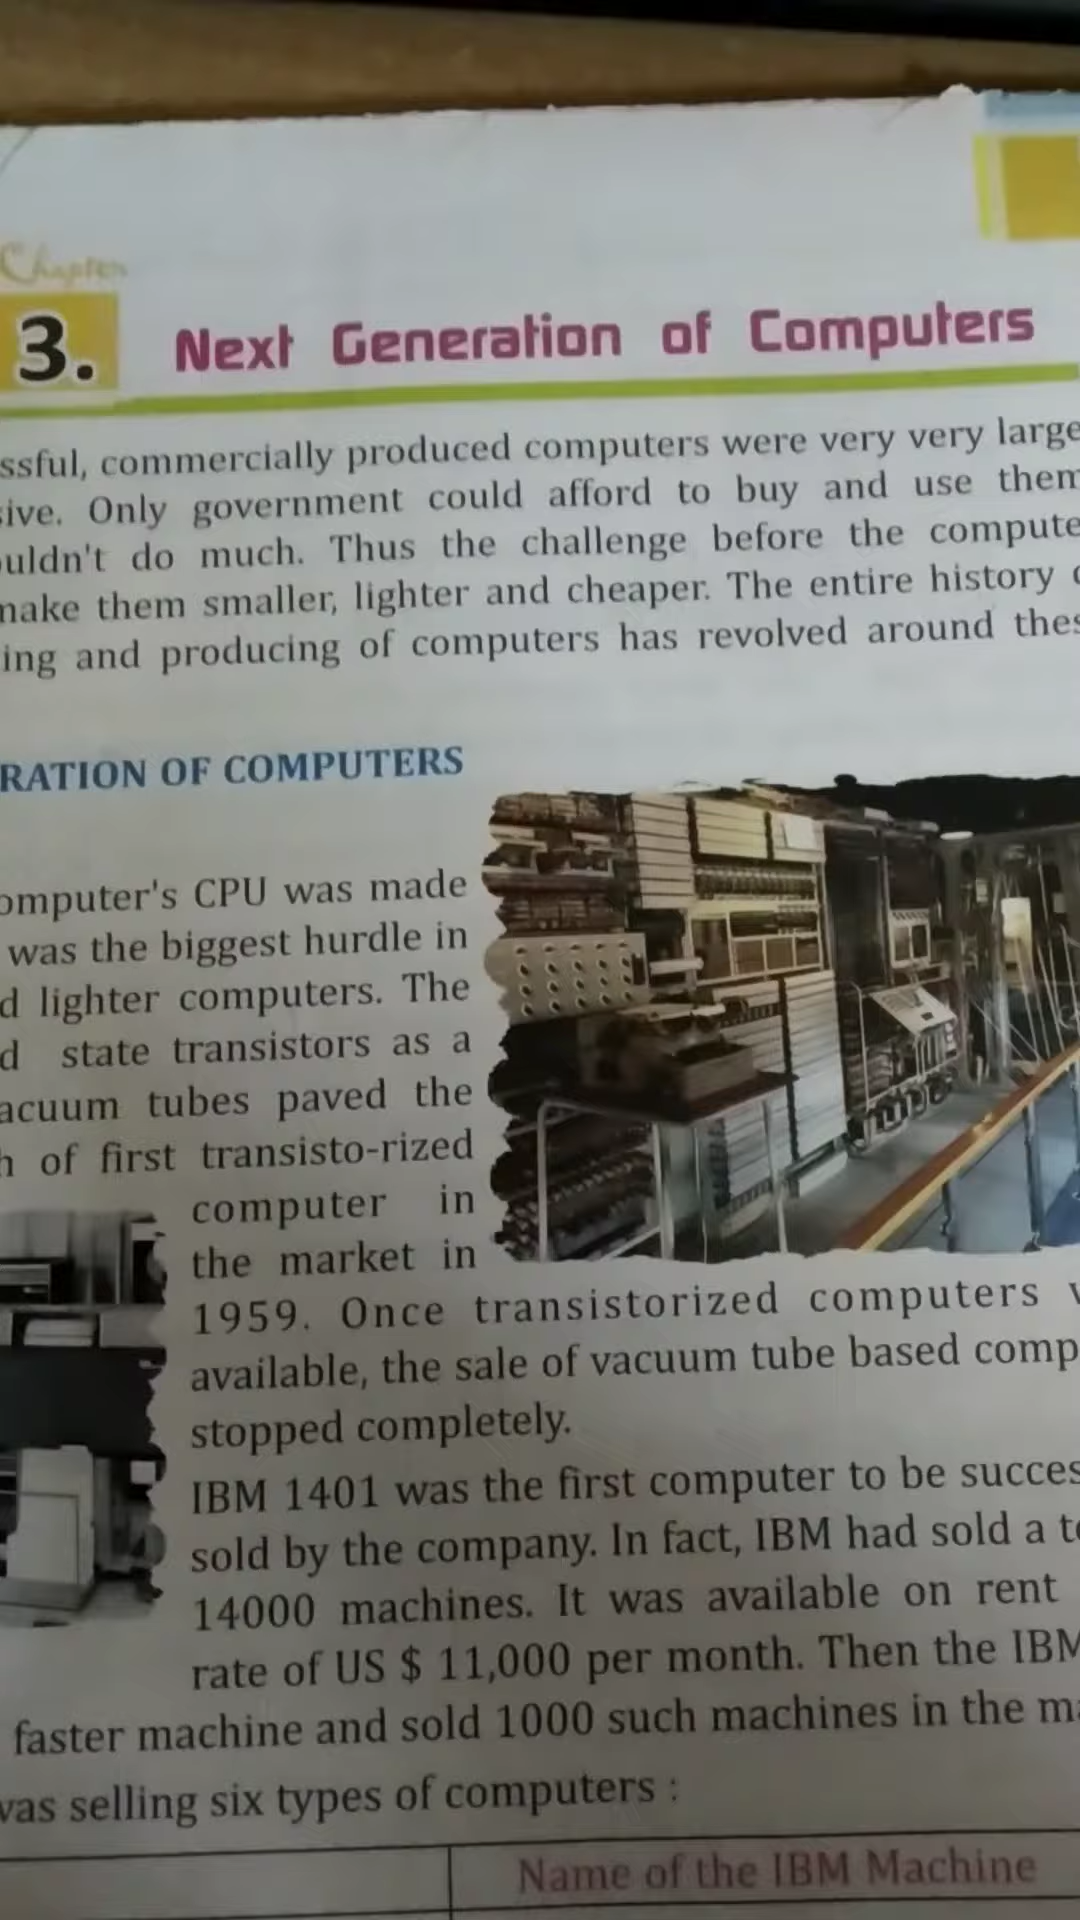 Chapter
3. Next Generation of Computers
ssful, commercially produced computers were very very large
sive. Only government could afford to buy and use them
ouldn't do much. Thus the challenge before the compute
make them smaller, lighter and cheaper. The entire history
ing and producing of computers has revolved around thes
RATION OF COMPUTERS
omputer's CPU was made
was the biggest hurdle in
d lighter computers. The
d state transistors as a
acuum tubes paved the
h of first transisto-rized
computer in
the market in
1959. Once transistorized computers
available, the sale of vacuum tube based comp
stopped completely.
IBM 1401 was the first computer to be succes
sold by the company. In fact, IBM had sold a to
14000 machines. It was available on rent
rate of US $ 11,000 per month. Then the IBM
faster machine and sold 1000 such machines in the ma
was selling six types of computers :
Name of the IBM Machine